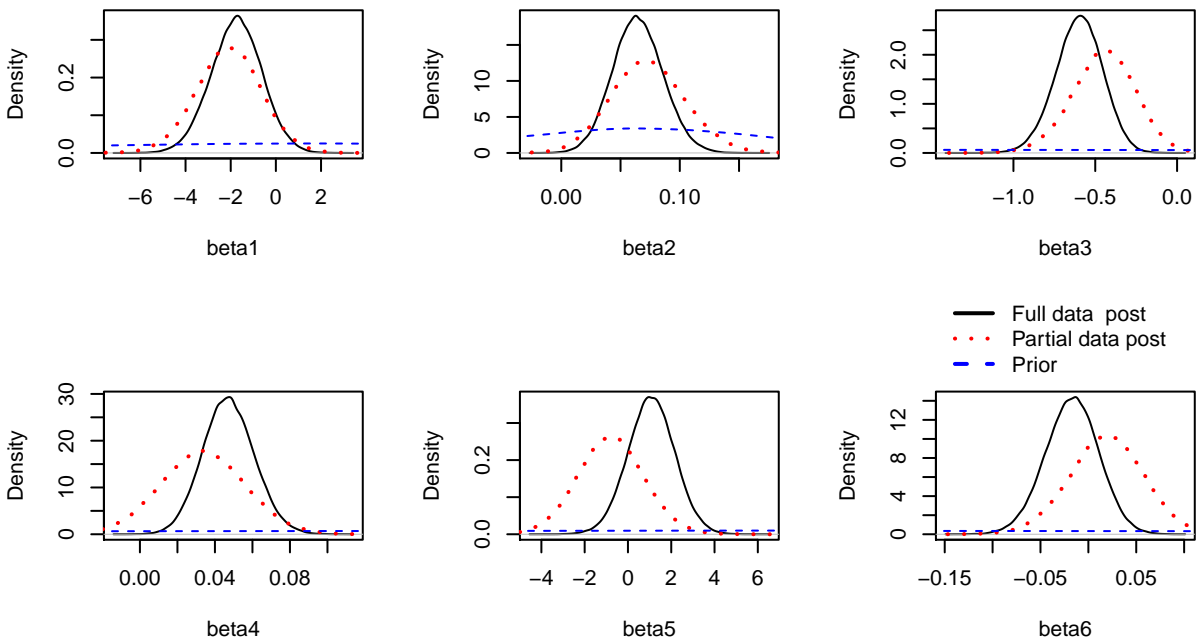 Density
0.0 0.2
−6 −4 −2 0 2
beta1
Density
0 5 10
0.00 0.10
beta2
Density
0.0 1.0 2.0
−1.0 −0.5 0.0
beta3
Full data post
Partial data post
Prior
Density
0 10 20 30
0.00 0.04 0.08
beta4
Density
0.0 0.2
−4 −2 0 2 4 6
beta5
Density
0 4 8 12
−0.15 −0.05 0.05
beta6